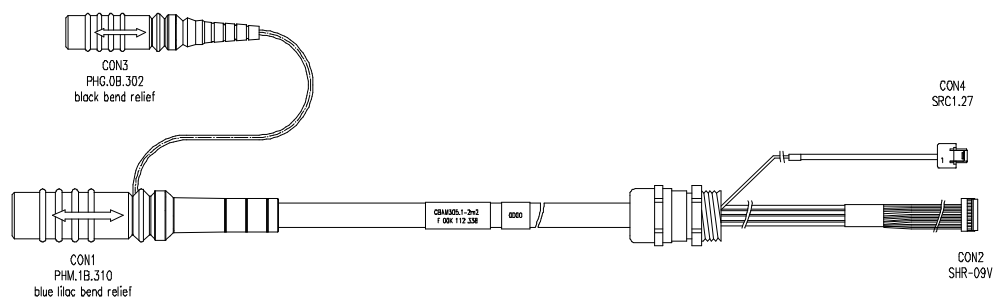 CON3
PHG.0B.302
black bend relief
CON4
SRC1.27
1
CBAM305.1-2m2
F 00K 112 338
0000
CON1
PHM.1B.310
blue lilac bend relief
CON2
SHR-09V